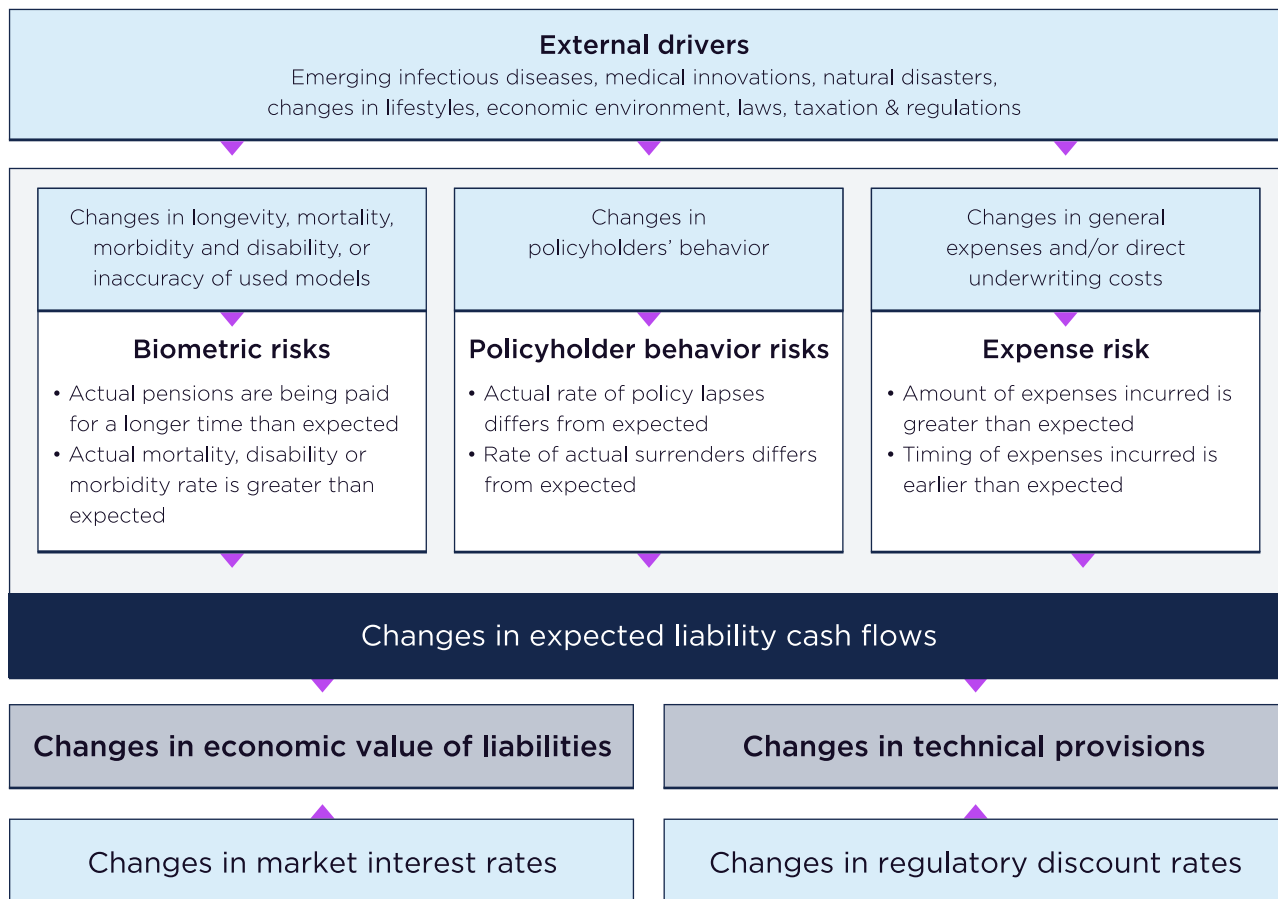 External drivers
Emerging infectious diseases, medical innovations, natural disasters,
changes in lifestyles, economic environment, laws, taxation & regulations
Changes in longevity, mortality,
morbidity and disability, or
inaccuracy of used models
Changes in
policyholders’ behavior
Changes in general
expenses and/or direct
underwriting costs
Biometric risks
• Actual pensions are being paid
for a longer time than expected
• Actual mortality, disability or
morbidity rate is greater than
expected
Policyholder behavior risks
• Actual rate of policy lapses
differs from expected
• Rate of actual surrenders differs
from expected
Expense risk
• Amount of expenses incurred is
greater than expected
• Timing of expenses incurred is
earlier than expected
Changes in expected liability cash flows
Changes in economic value of liabilities
Changes in technical provisions
Changes in market interest rates
Changes in regulatory discount rates